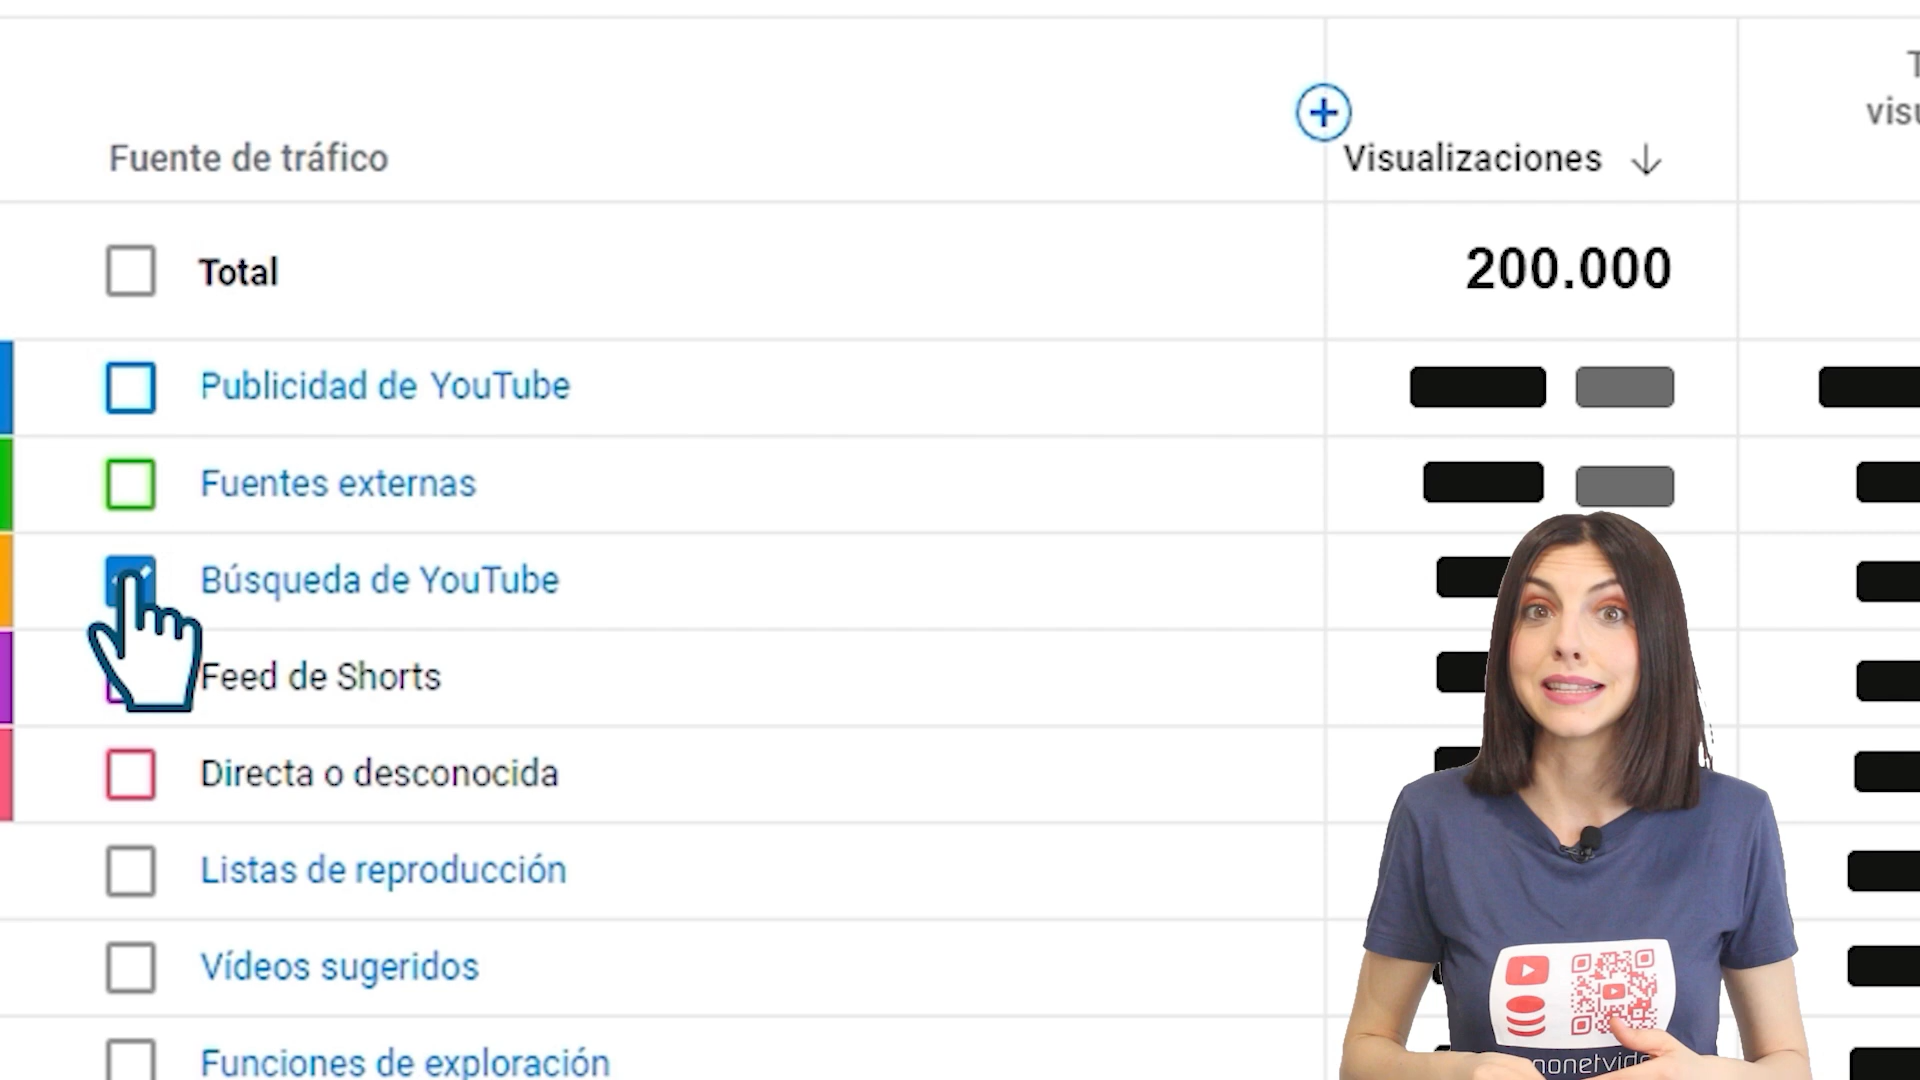 Fuente de tráfico
Visualizaciones
Total
200.000
Publicidad de YouTube
Fuentes externas
Búsqueda de YouTube
Feed de Shorts
Directa o desconocida
Listas de reproducción
Vídeos sugeridos
Funciones de exploración